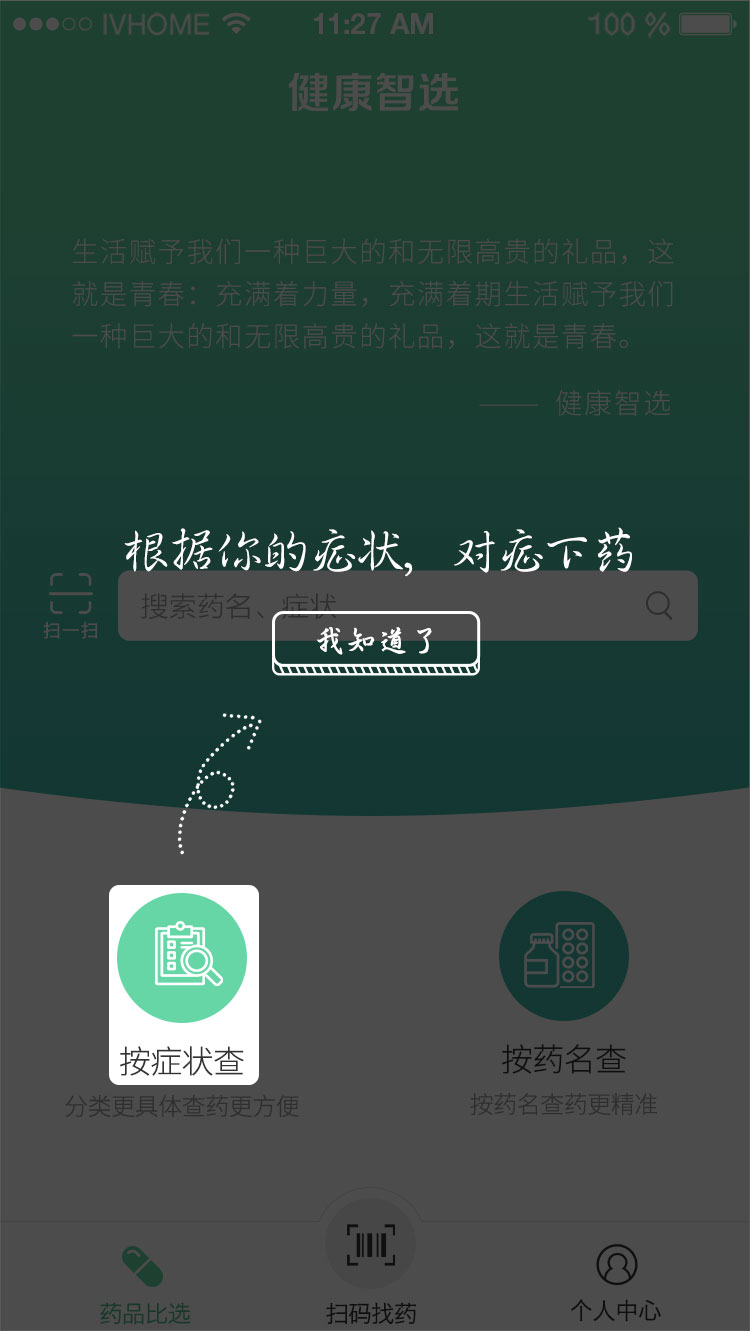 IVHOME 11:27 AM 100 %
健康智选
生活赋予我们一种巨大的和无限高贵的礼品，这
就是青春：充满着力量，充满着期生活赋予我们
一种巨大的和无限高贵的礼品，这就是青春。
—— 健康智选
根据你的症状，对症下药
扫一扫
搜索药名、症状
我知道了
按症状查
分类更具体查药更方便
按药名查
按药名查药更精准
药品比选
扫码找药
个人中心